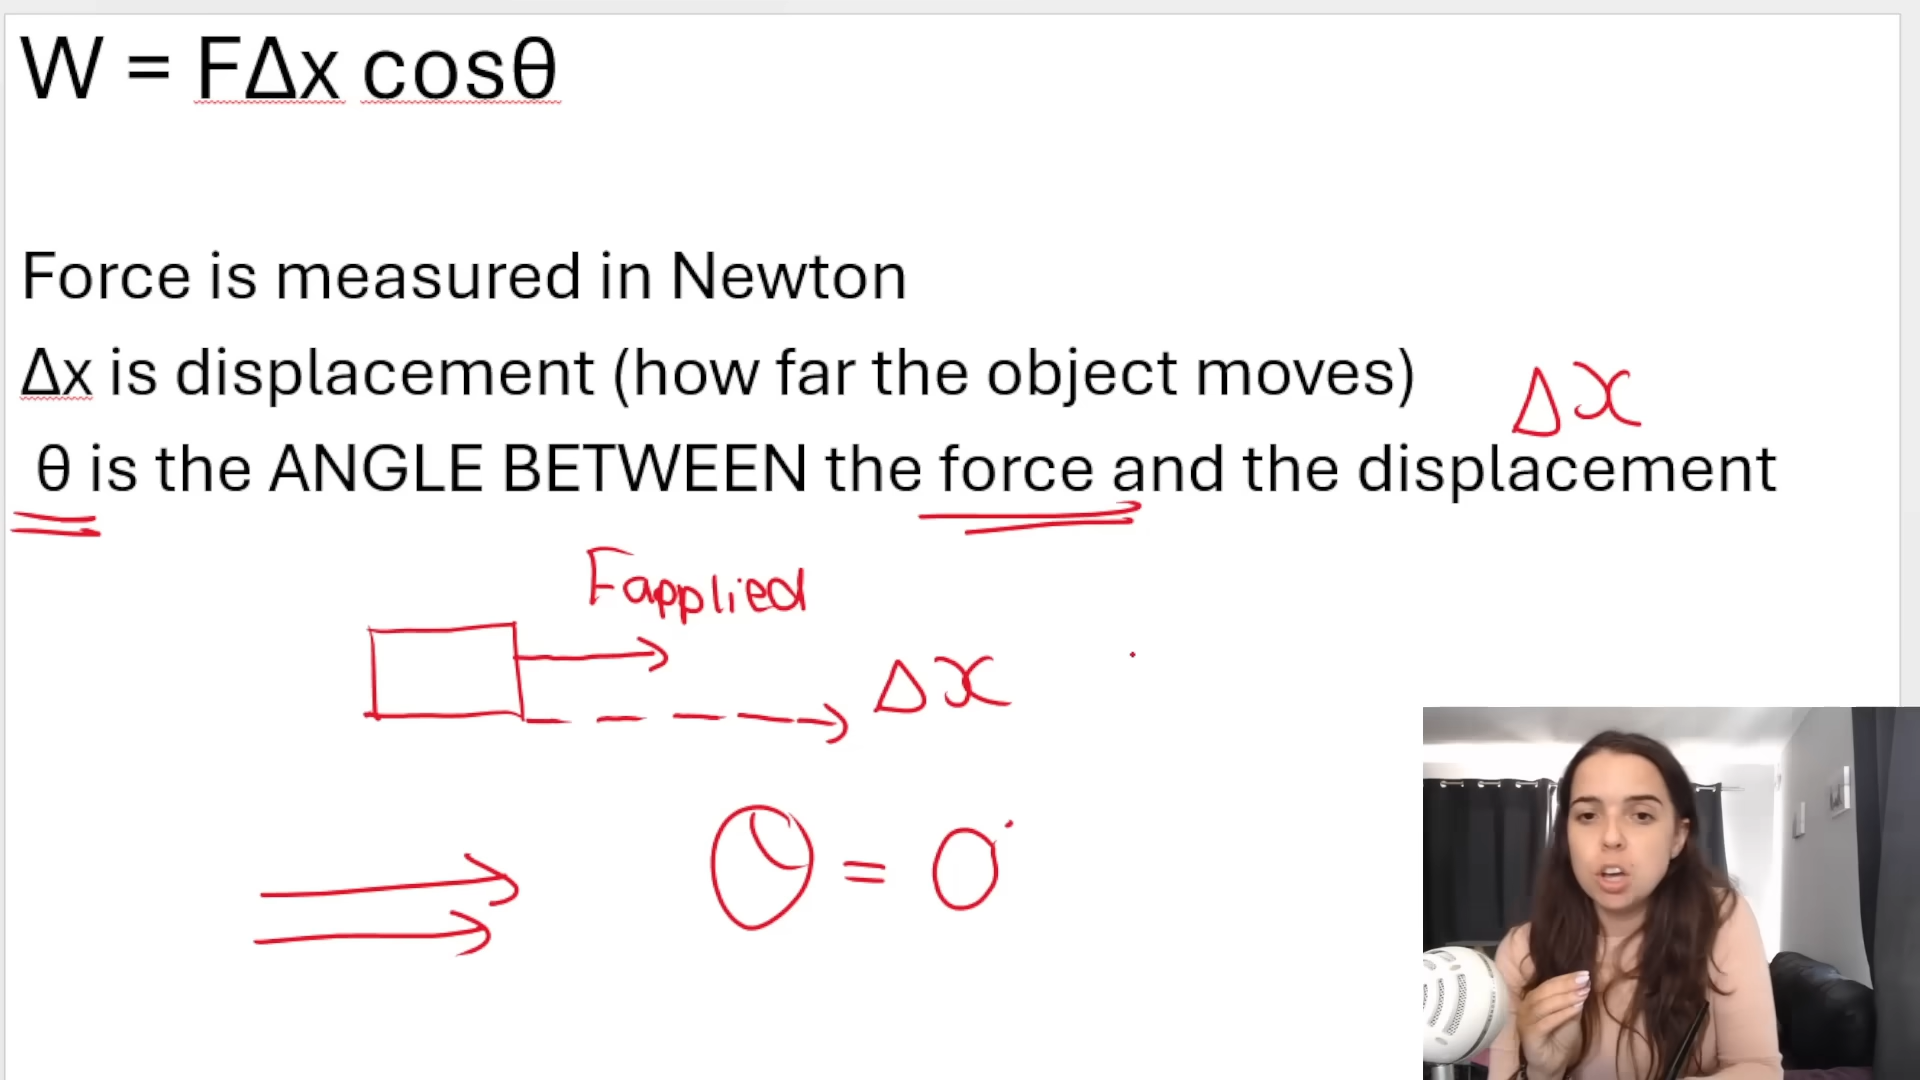 W = FΔx cosθ
Force is measured in Newton
Δx is displacement (how far the object moves)
Δx
θ is the ANGLE BETWEEN the force and the displacement
Fapplied
Δx
θ = 0°